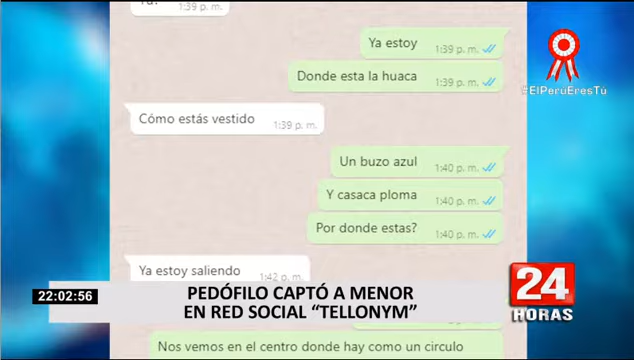 Ya?
1:39 p. m.
Ya estoy 1:39 p. m.
Donde esta la huaca 1:39 p. m.
#ElPerúEresTú
Cómo estás vestido 1:39 p. m.
Un buzo azul 1:40 p. m.
Y casaca ploma 1:40 p. m.
Por donde estas? 1:40 p. m.
Ya estoy saliendo 1:42 p. m.
22:02:56
PEDÓFILO CAPTÓ A MENOR
EN RED SOCIAL “TELLONYM”
24
HORAS
Nos vemos en el centro donde hay como un circulo